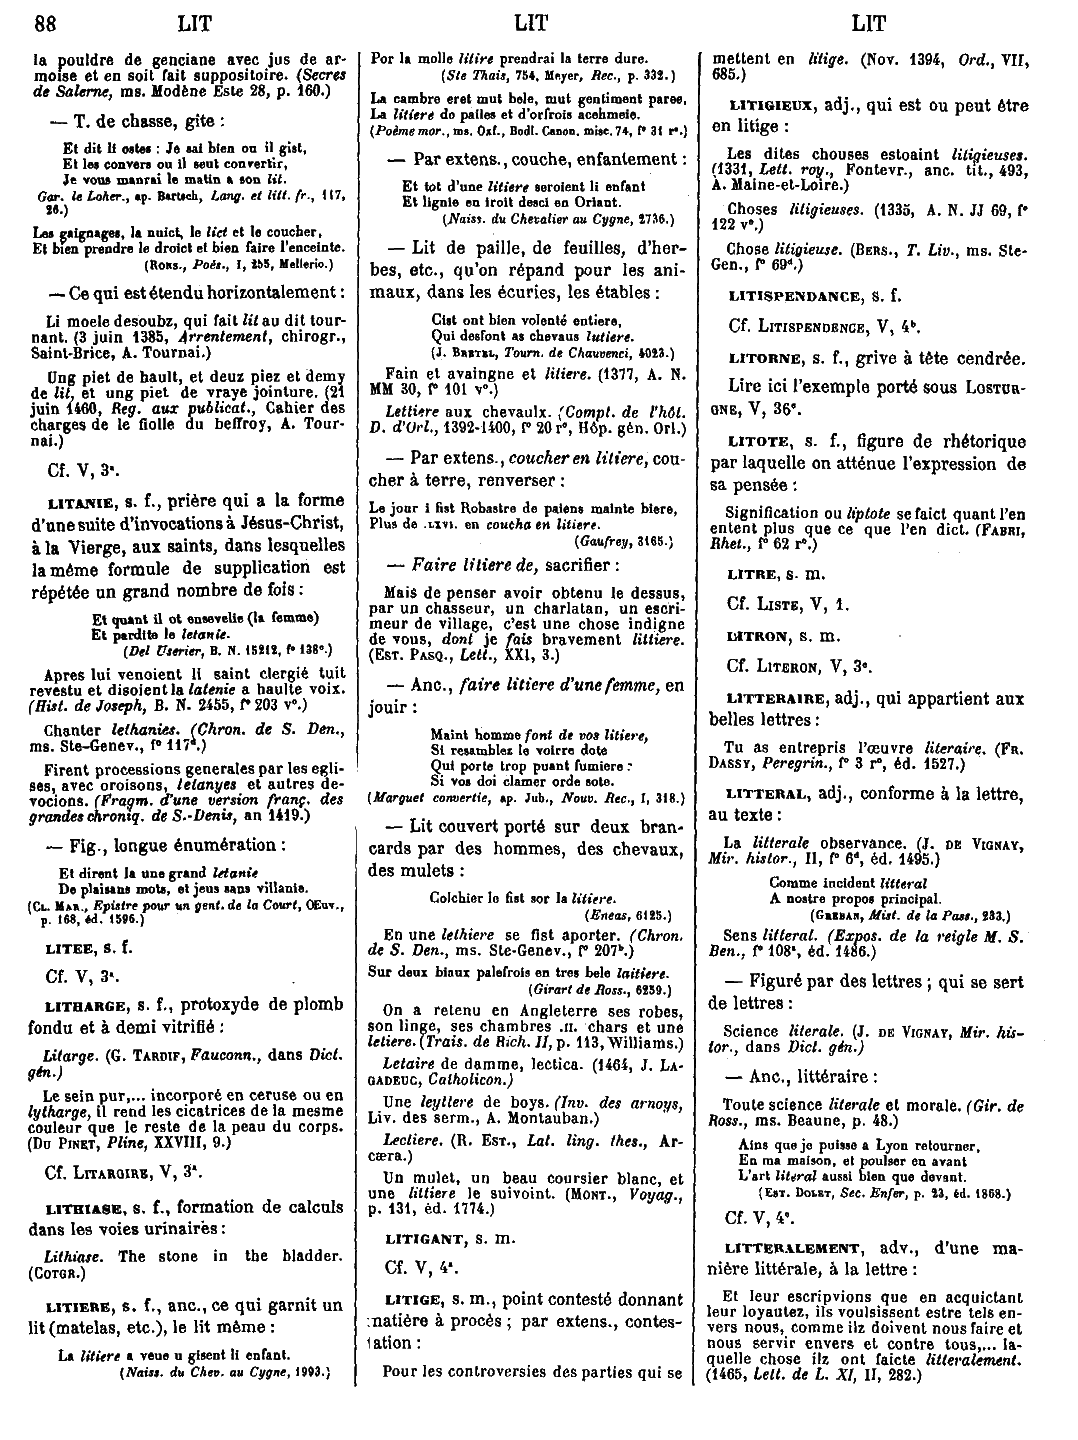 88 LIT LIT LIT
la pouldre de genciane avec jus de ar-
moise et en soit fait suppositoire. (Secres
de Salerne, ms. Modène Este 28, p. 160.)
— T. de chasse, gite :
Et dit li ostes : Je sai bien ou il gist,
Et les convers ou il seut convertir,
Je vous manrai le matin a son lit.
Gar. le Loher., ap. Bartsch, Lang. et litt. fr., 117,
26.)
Les gaignages, la nuict, le lict et le coucher,
Et bien prendre le droict et bien faire l'enceinte.
(Rons., Poés., I, 255, Mellerio.)
— Ce qui est étendu horizontalement :
Li moele desoubz, qui fait lit au dit tour-
nant. (3 juin 1385, Arrentement, chirogr.,
Saint-Brice, A. Tournai.)
Ung piet de hault, et deuz piez et demy
de lit, et ung piet de vraye jointure. (21
juin 1460, Reg. aux publicat., Cahier des
charges de le fiolle du beffroy, A. Tour-
nai.)
Cf. V, 3ª.
LITANIE, s. f., prière qui a la forme
d'une suite d'invocations à Jésus-Christ,
à la Vierge, aux saints, dans lesquelles
la même formule de supplication est
répétée un grand nombre de fois :
Et quant il ot ensevelie (la femme)
Et pardite le letanie.
(Del Userier, B. N. 15212, fº 138º.)
Apres lui venoient li saint clergié tuit
revestu et disoient la latenie a haulte voix.
(Hist. de Joseph, B. N. 2455, fº 203 vº.)
Chanter lethanies. (Chron. de S. Den.,
ms. Ste-Genev., fº 117ᵈ.)
Firent processions generales par les egli-
ses, avec oroisons, letanyes et autres de-
vocions. (Fragm. d'une version franç. des
grandes chroniq. de S.-Denis, an 1419.)
— Fig., longue énumération :
Et dirent la une grand letanie
De plaisans mots, et jeus sans villanie.
(Cl. Mar., Epistre pour un gent. de la Court, Œuv.,
p. 168, éd. 1596.)
LITEE, s. f.
Cf. V, 3ª.
LITHARGE, s. f., protoxyde de plomb
fondu et à demi vitrifié :
Litarge. (G. Tardif, Fauconn., dans Dict.
gén.)
Le sein pur,... incorporé en ceruse ou en
lytharge, il rend les cicatrices de la mesme
couleur que le reste de la peau du corps.
(Du Pinet, Pline, XXVIII, 9.)
Cf. Litargire, V, 3ª.
LITHIASE, s. f., formation de calculs
dans les voies urinaires :
Lithiase. The stone in the bladder.
(Cotgr.)
LITIERE, s. f., anc., ce qui garnit un
lit (matelas, etc.), le lit même :
La litiere a veue u gisent li enfant.
(Naiss. du Chev. au Cygne, 1993.)
Por la molle litire prendrai la terre dure.
(Ste Thais, 754, Meyer, Rec., p. 332.)
La cambre eret mut bele, mut gentiment paree,
La litiere do palies et d'orfrois acehmeie.
(Poème mor., ms. Oxf., Bodl. Canon. misc. 74, fº 31 rº.)
— Par extens., couche, enfantement :
Et tot d'une litiere seroient li enfant
Et lignie en iroit desci en Oriant.
(Naiss. du Chevalier au Cygne, 2736.)
— Lit de paille, de feuilles, d'her-
bes, etc., qu'on répand pour les ani-
maux, dans les écuries, les étables :
Cist ont bien volenté entiere,
Qui desfont as chevaus lutiere.
(J. Bretel, Tourn. de Chauvenci, 4023.)
Fain et avaingne et litiere. (1377, A. N.
MM 30, fº 101 vº.)
Lettiere aux chevaulx. (Compt. de l'hôt.
D. d'Orl., 1392-1400, fº 20 rº, Hôp. gén. Orl.)
— Par extens., coucher en litiere, cou-
cher à terre, renverser :
Le jour i fist Robastre de paiens mainte biere,
Plus de .LXVI. en coucha en litiere.
(Gaufrey, 3165.)
— Faire litiere de, sacrifier :
Mais de penser avoir obtenu le dessus,
par un chasseur, un charlatan, un escri-
meur de village, c'est une chose indigne
de vous, dont je fais bravement littiere.
(Est. Pasq., Lett., XXI, 3.)
— Anc., faire litiere d'une femme, en
jouir :
Maint homme font de vos litiere,
Si resamblez le voirre dote
Qui porte trop puant fumiere :
Si vos doi clamer orde sote.
(Marguet convertie, ap. Jub., Nouv. Rec., I, 318.)
— Lit couvert porté sur deux bran-
cards par des hommes, des chevaux,
des mulets :
Colchier le fist sor la litiere.
(Eneas, 6125.)
En une lethiere se fist aporter. (Chron.
de S. Den., ms. Ste-Genev., fº 207ᵇ.)
Sur deux biaux palefrois en tres bele laitiere.
(Girart de Ross., 6259.)
On a retenu en Angleterre ses robes,
son linge, ses chambres .II. chars et une
letiere. (Trais. de Rich. II, p. 113, Williams.)
Letaire de damme, lectica. (1464, J. La-
gadeuc, Catholicon.)
Une leyttere de boys. (Inv. des arnoys,
Liv. des serm., A. Montauban.)
Lectiere. (R. Est., Lat. ling. thes., Ar-
cæra.)
Un mulet, un beau coursier blanc, et
une littiere le suivoint. (Mont., Voyag.,
p. 131, éd. 1774.)
LITIGANT, s. m.
Cf. V, 4ª.
LITIGE, s. m., point contesté donnant
matière à procès ; par extens., contes-
tation :
Pour les controversies des parties qui se
mettent en litige. (Nov. 1394, Ord., VII,
685.)
LITIGIEUX, adj., qui est ou peut être
en litige :
Les dites chouses estoaint litigieuses.
(1331, Lett. roy., Fontevr., anc. tit., 493,
A. Maine-et-Loire.)
Choses litigieuses. (1335, A. N. JJ 69, fº
122 vº.)
Chose litigieuse. (Bers., T. Liv., ms. Ste-
Gen., fº 69ᵈ.)
LITISPENDANCE, s. f.
Cf. Litispendence, V, 4ᵇ.
LITORNE, s. f., grive à tête cendrée.
Lire ici l'exemple porté sous Lostur-
gne, V, 36ᶜ.
LITOTE, s. f., figure de rhétorique
par laquelle on atténue l'expression de
sa pensée :
Signification ou liptote se faict quant l'en
entent plus que ce que l'en dict. (Fabri,
Rhet., fº 62 rº.)
LITRE, s. m.
Cf. Liste, V, 1.
LITRON, s. m.
Cf. Literon, V, 3ᶜ.
LITTERAIRE, adj., qui appartient aux
belles lettres :
Tu as entrepris l'œuvre literaire. (Fr.
Dassy, Peregrin., fº 3 rº, éd. 1527.)
LITTERAL, adj., conforme à la lettre,
au texte :
La litterale observance. (J. de Vignay,
Mir. histor., II, fº 6ᵈ, éd. 1495.)
Comme incident litteral
A nostre propos principal.
(Greban, Mist. de la Pass., 233.)
Sens litteral. (Expos. de la reigle M. S.
Ben., fº 108ᵇ, éd. 1486.)
— Figuré par des lettres ; qui se sert
de lettres :
Science literale. (J. de Vignay, Mir. his-
tor., dans Dict. gén.)
— Anc., littéraire :
Toute science literale et morale. (Gir. de
Ross., ms. Beaune, p. 48.)
Ains que je puisse a Lyon retourner,
En ma maison, et poulser en avant
L'art literal aussi bien que devant.
(Est. Dolet, Sec. Enfer, p. 23, éd. 1868.)
Cf. V, 4ᶜ.
LITTERALEMENT, adv., d'une ma-
nière littérale, à la lettre :
Et leur escripvions que en acquictant
leur loyautez, ils voulsissent estre tels en-
vers nous, comme ilz doivent nous faire et
nous servir envers et contre tous,... la-
quelle chose ilz ont faicte litteralement.
(1465, Lett. de L. XI, II, 282.)